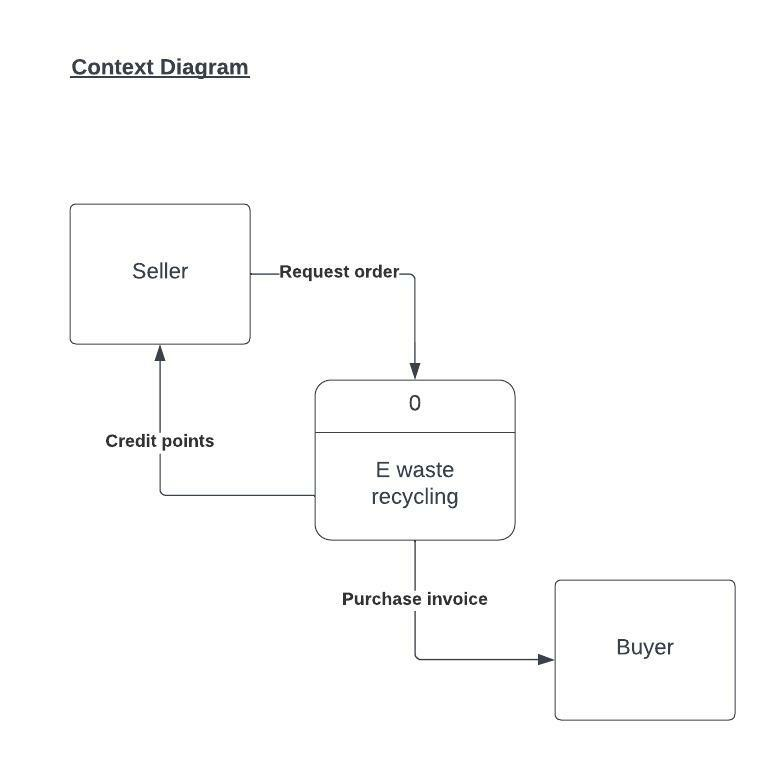 Context Diagram
Seller
Request order
0
Credit points
E waste
recycling
Purchase invoice
Buyer